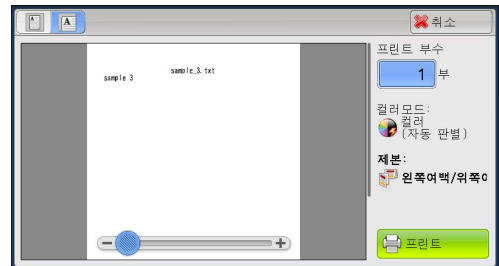 A
A
취소
sample 3
sample_3.txt
프린트 부수
1 부
컬러모드:
컬러
(자동 판별)
제본:
왼쪽여백/위쪽이
프린트